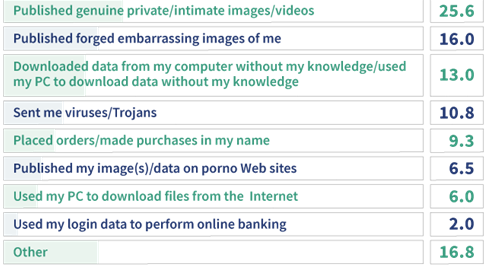 Published genuine private/intimate images/videos 25.6
Published forged embarrassing images of me 16.0
Downloaded data from my computer without my knowledge/used
my PC to download data without my knowledge 13.0
Sent me viruses/Trojans 10.8
Placed orders/made purchases in my name 9.3
Published my image(s)/data on porno Web sites 6.5
Used my PC to download files from the Internet 6.0
Used my login data to perform online banking 2.0
Other 16.8